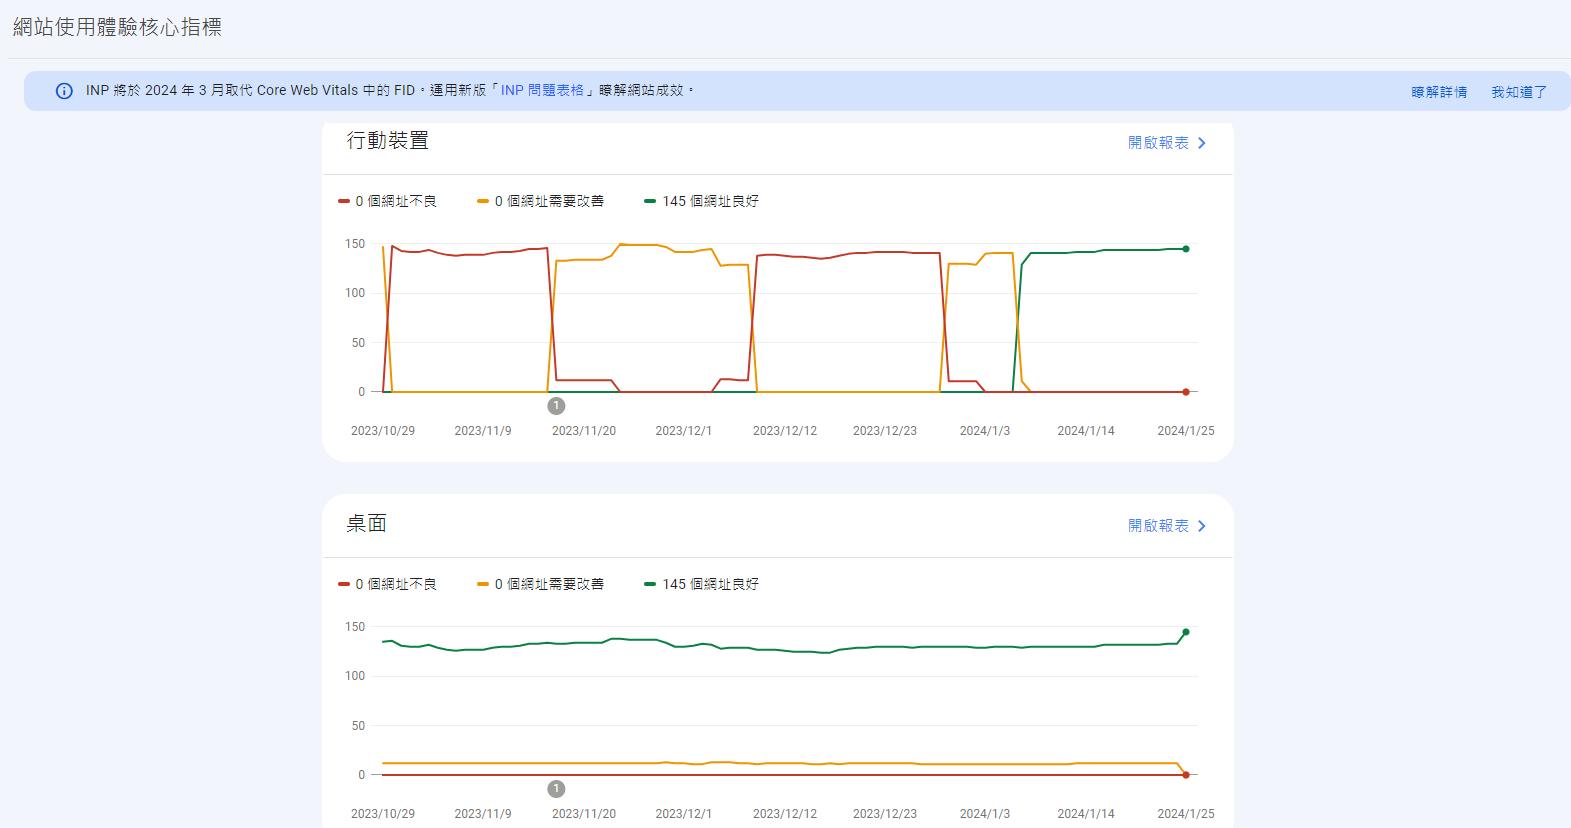 網站使用體驗核心指標
INP 將於 2024 年 3 月取代 Core Web Vitals 中的 FID。運用新版「INP 問題表格」瞭解網站成效。 瞭解詳情 我知道了
行動裝置 開啟報表
0 個網址不良 0 個網址需要改善 145 個網址良好
150
100
50
0
1
2023/10/29 2023/11/9 2023/11/20 2023/12/1 2023/12/12 2023/12/23 2024/1/3 2024/1/14 2024/1/25
桌面 開啟報表
0 個網址不良 0 個網址需要改善 145 個網址良好
150
100
50
0
1
2023/10/29 2023/11/9 2023/11/20 2023/12/1 2023/12/12 2023/12/23 2024/1/3 2024/1/14 2024/1/25